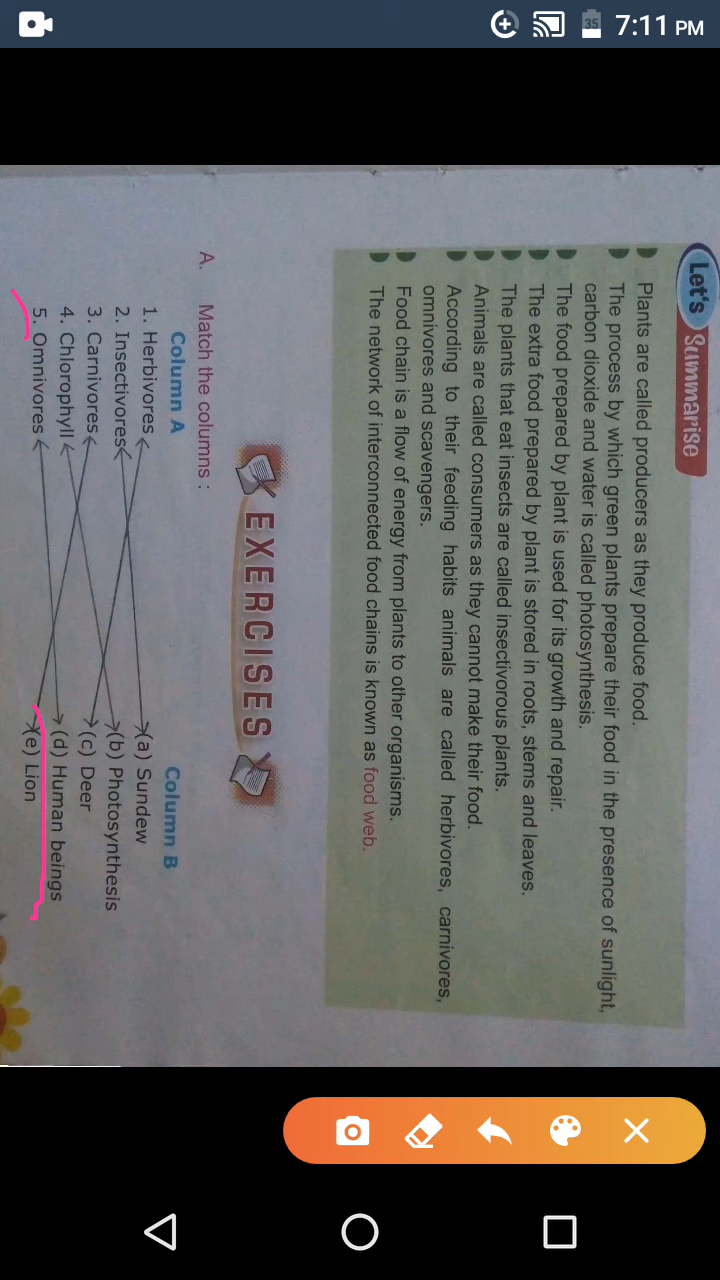 7:11 PM
35
Let's Summarise
Plants are called producers as they produce food.
The process by which green plants prepare their food in the presence of sunlight,
carbon dioxide and water is called photosynthesis.
The food prepared by plant is used for its growth and repair.
The extra food prepared by plant is stored in roots, stems and leaves.
The plants that eat insects are called insectivorous plants.
Animals are called consumers as they cannot make their food.
According to their feeding habits animals are called herbivores, carnivores,
omnivores and scavengers.
Food chain is a flow of energy from plants to other organisms.
The network of interconnected food chains is known as food web.
EXERCISES
A. Match the columns :
Column A Column B
1. Herbivores (a) Sundew
2. Insectivores (b) Photosynthesis
3. Carnivores (c) Deer
4. Chlorophyll (d) Human beings
5. Omnivores (e) Lion